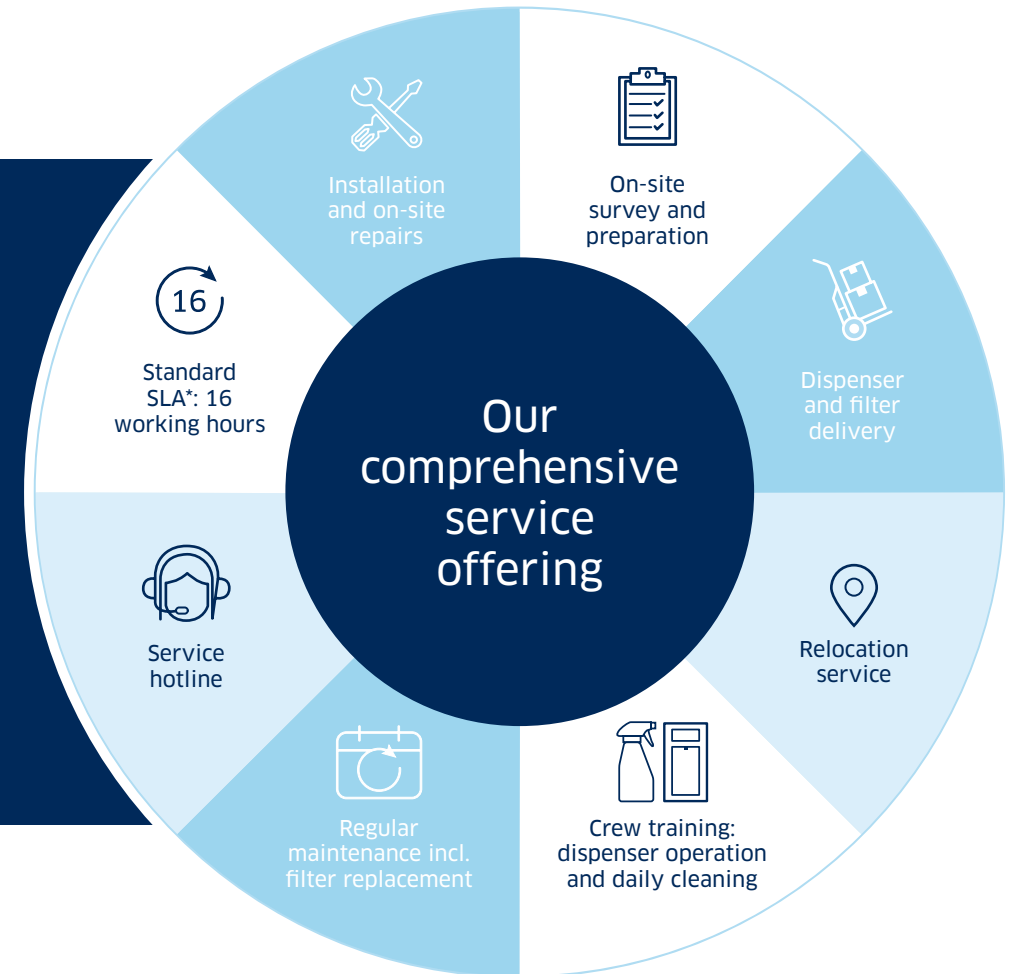 Our
comprehensive
service
offering
On-site
survey and
preparation
Dispenser
and filter
delivery
Relocation
service
Crew training:
dispenser operation
and daily cleaning
Regular
maintenance incl.
filter replacement
Service
hotline
16
Standard
SLA*: 16
working hours
Installation
and on-site
repairs